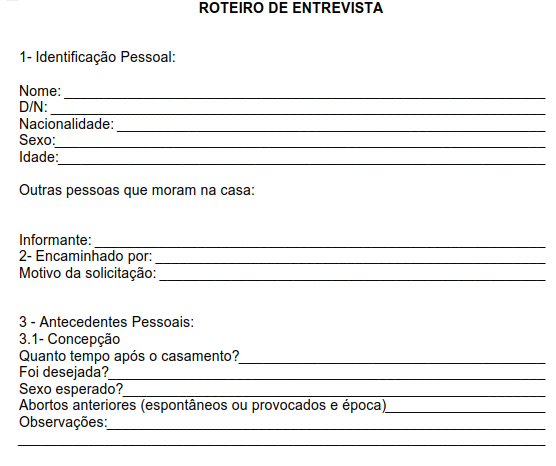 ROTEIRO DE ENTREVISTA
1- Identificação Pessoal:
Nome:
D/N:
Nacionalidade:
Sexo:
Idade:
Outras pessoas que moram na casa:
Informante:
2- Encaminhado por:
Motivo da solicitação:
3 - Antecedentes Pessoais:
3.1- Concepção
Quanto tempo após o casamento?
Foi desejada?
Sexo esperado?
Abortos anteriores (espontâneos ou provocados e época)
Observações: